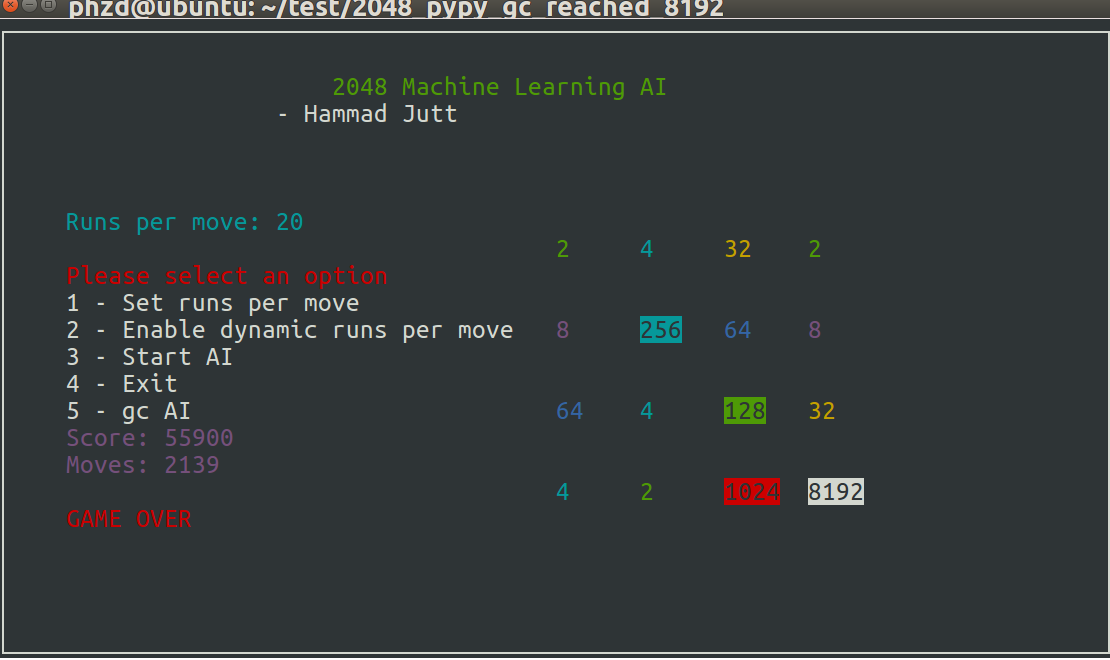 phzd@ubuntu: ~/test/2048_pypy_gc_reached_8192
2048 Machine Learning AI
- Hammad Jutt
Runs per move: 20
2 4 32 2
Please select an option
1 - Set runs per move
2 - Enable dynamic runs per move 8 256 64 8
3 - Start AI
4 - Exit
5 - gc AI 64 4 128 32
Score: 55900
Moves: 2139
4 2 1024 8192
GAME OVER